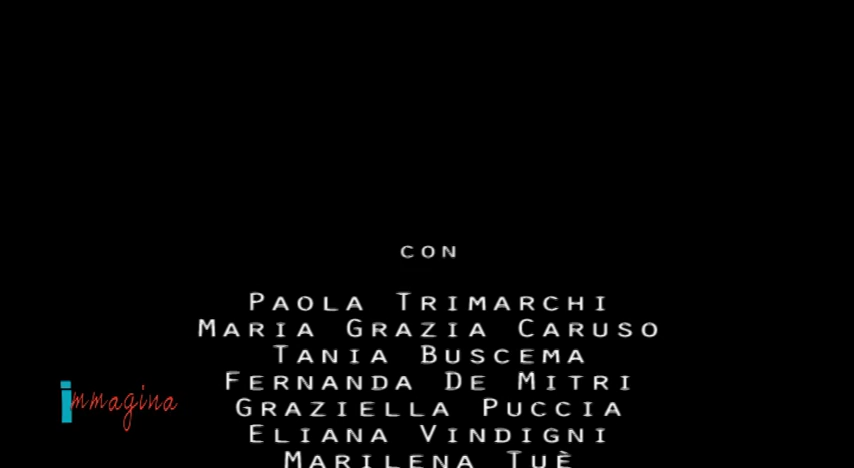 CON
PAOLA TRIMARCHI
MARIA GRAZIA CARUSO
TANIA BUSCEMA
FERNANDA DE MITRI
immagina
GRAZIELLA PUCCIA
ELIANA VINDIGNI
MARILENA TUÈ